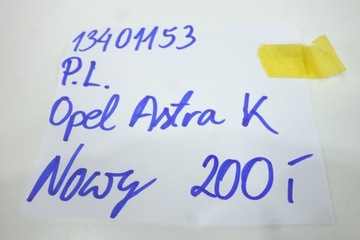 13401153
P.L.
Opel Astra K
Nowy 200